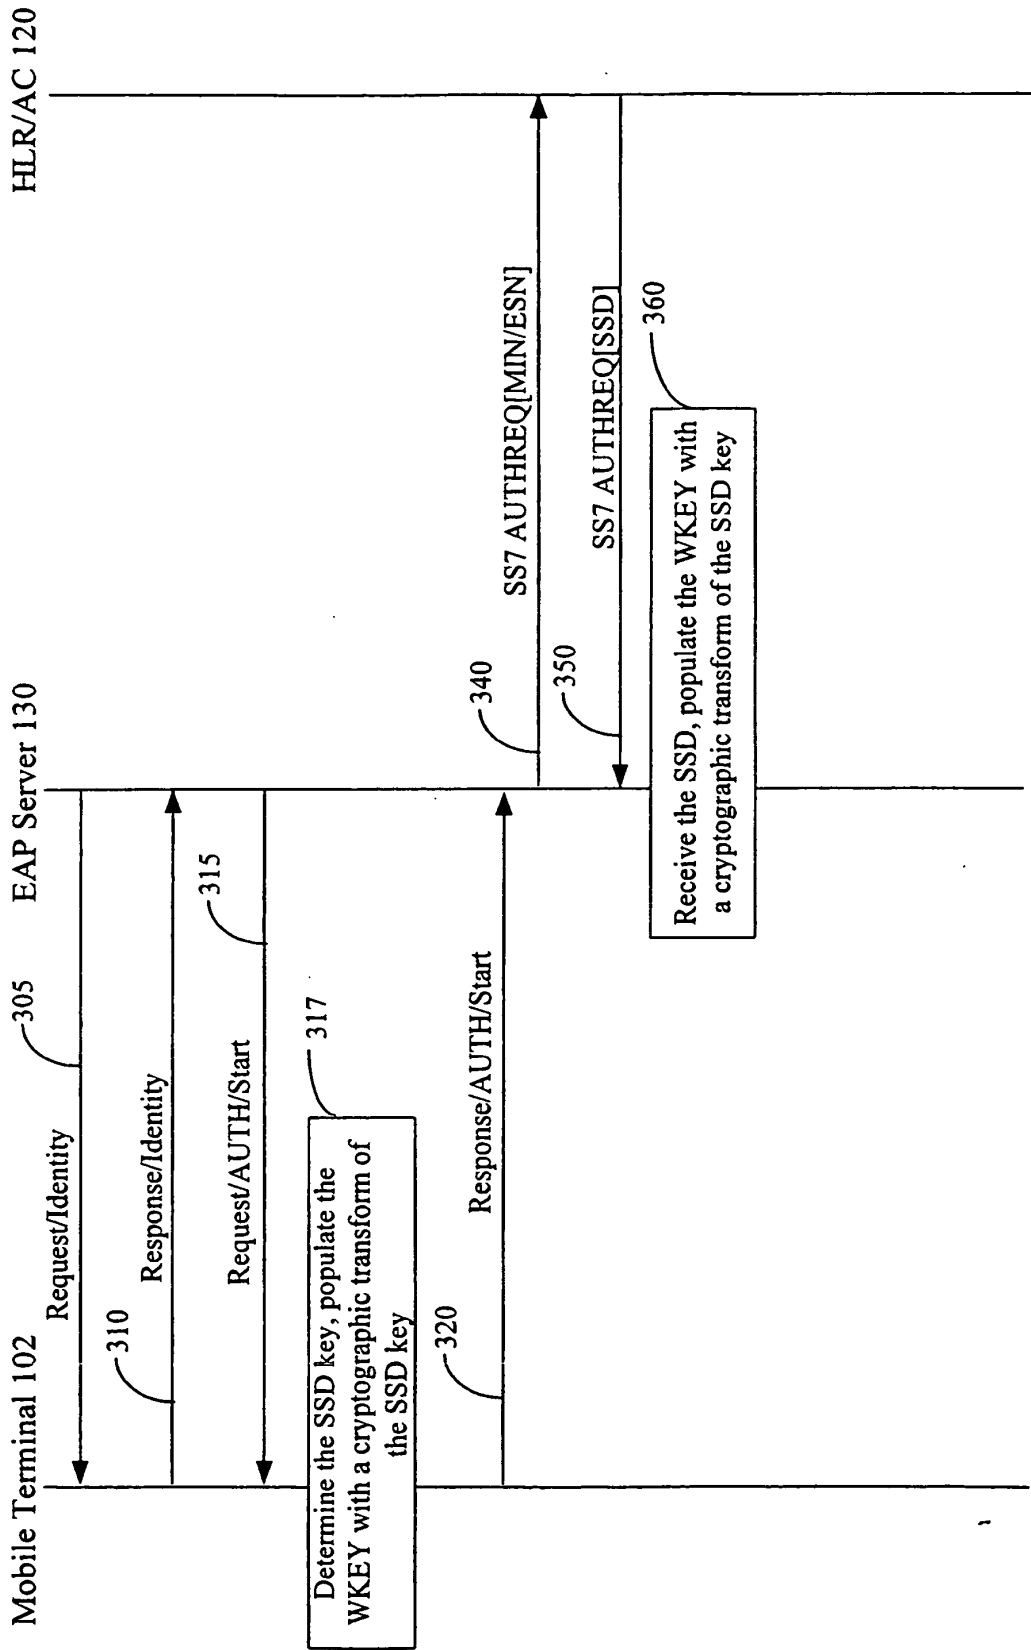 Mobile Terminal 102
EAP Server 130
HLR/AC 120
Request/Identity
305
310
Response/Identity
315
Request/AUTH/Start
317
Determine the SSD key, populate the
WKEY with a cryptographic transform of
the SSD key
320
Response/AUTH/Start
340
SS7 AUTHREQ[MIN/ESN]
350
SS7 AUTHREQ[SSD]
360
Receive the SSD, populate the WKEY with
a cryptographic transform of the SSD key